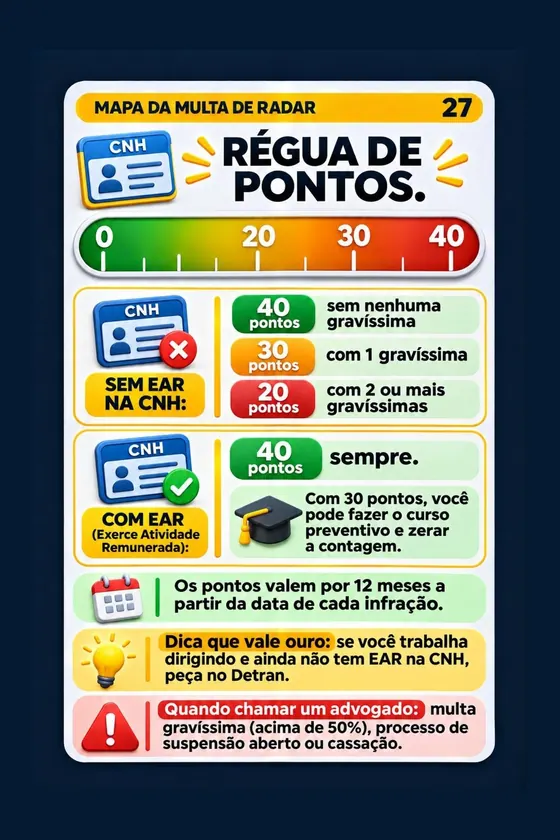 MAPA DA MULTA DE RADAR
27
CNH
RÉGUA DE
PONTOS.
0 20 30 40
CNH
SEM EAR
NA CNH:
40
pontos
sem nenhuma
gravíssima
30
pontos
com 1 gravíssima
20
pontos
com 2 ou mais
gravíssimas
CNH
COM EAR
(Exerce Atividade
Remunerada):
40
pontos
sempre.
Com 30 pontos, você
pode fazer o curso
preventivo e zerar
a contagem.
Os pontos valem por 12 meses a
partir da data de cada infração.
Dica que vale ouro: se você trabalha
dirigindo e ainda não tem EAR na CNH,
peça no Detran.
Quando chamar um advogado: multa
gravíssima (acima de 50%), processo de
suspensão aberto ou cassação.